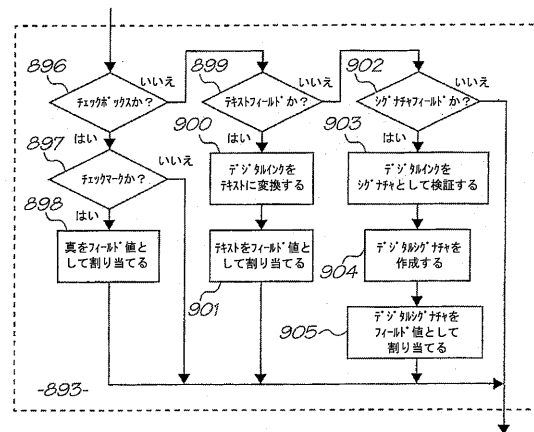 896
チェックボックスか？
いいえ
はい
897
チェックマークか？
いいえ
はい
898
真をフィールド値と
して割り当てる
899
テキストフィールドか？
いいえ
はい
900
デジタルインクを
テキストに変換する
テキストをフィールド値と
して割り当てる
901
902
シグナチャフィールドか？
いいえ
はい
903
デジタルインクを
シグナチャとして検証する
デジタルシグナチャを
作成する
904
デジタルシグナチャを
フィールド値として
割り当てる
905
-893-